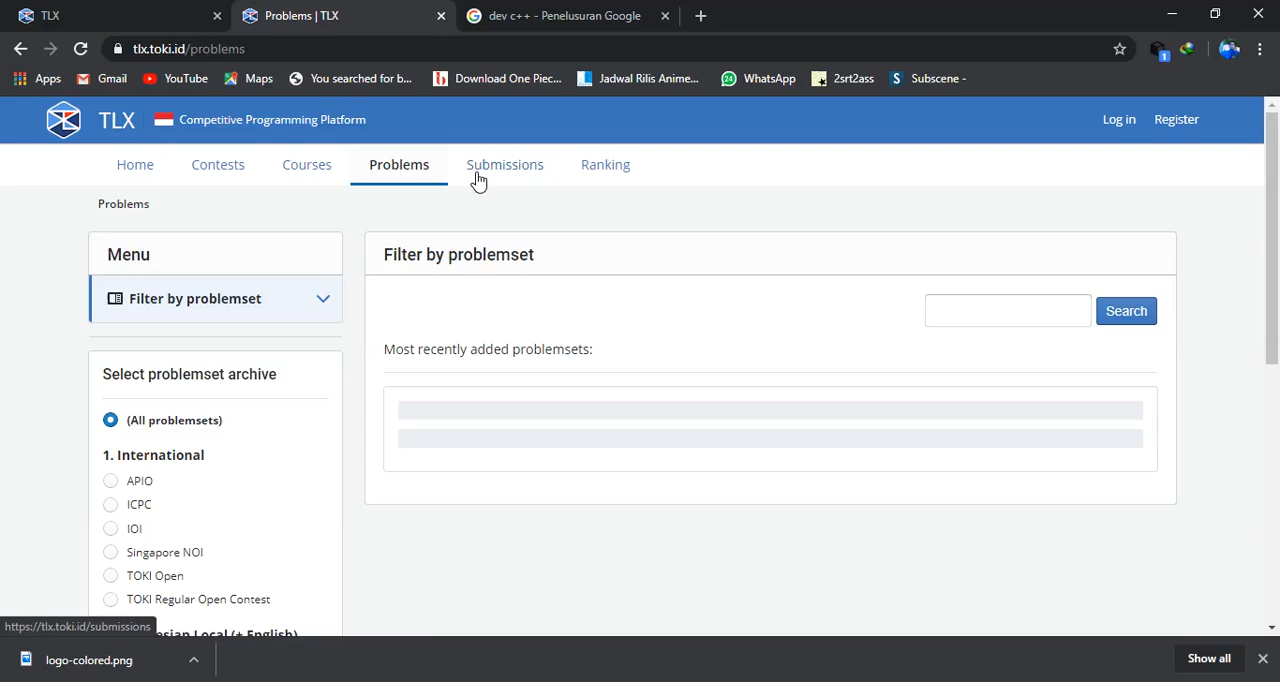 TLX
Problems | TLX
dev c++ - Penelusuran Google
tlx.toki.id/problems
1
Apps
Gmail
YouTube
Maps
You searched for b...
Download One Piec...
Jadwal Rilis Anime...
24
WhatsApp
2srt2ass
S
Subscene -
TLX
Competitive Programming Platform
Log in
Register
Home
Contests
Courses
Problems
Submissions
Ranking
Problems
Menu
Filter by problemset
Select problemset archive
(All problemsets)
1. International
APIO
ICPC
IOI
Singapore NOI
TOKI Open
TOKI Regular Open Contest
esian Local (+ English)
Filter by problemset
Search
Most recently added problemsets:
https://tlx.toki.id/submissions
logo-colored.png
Show all